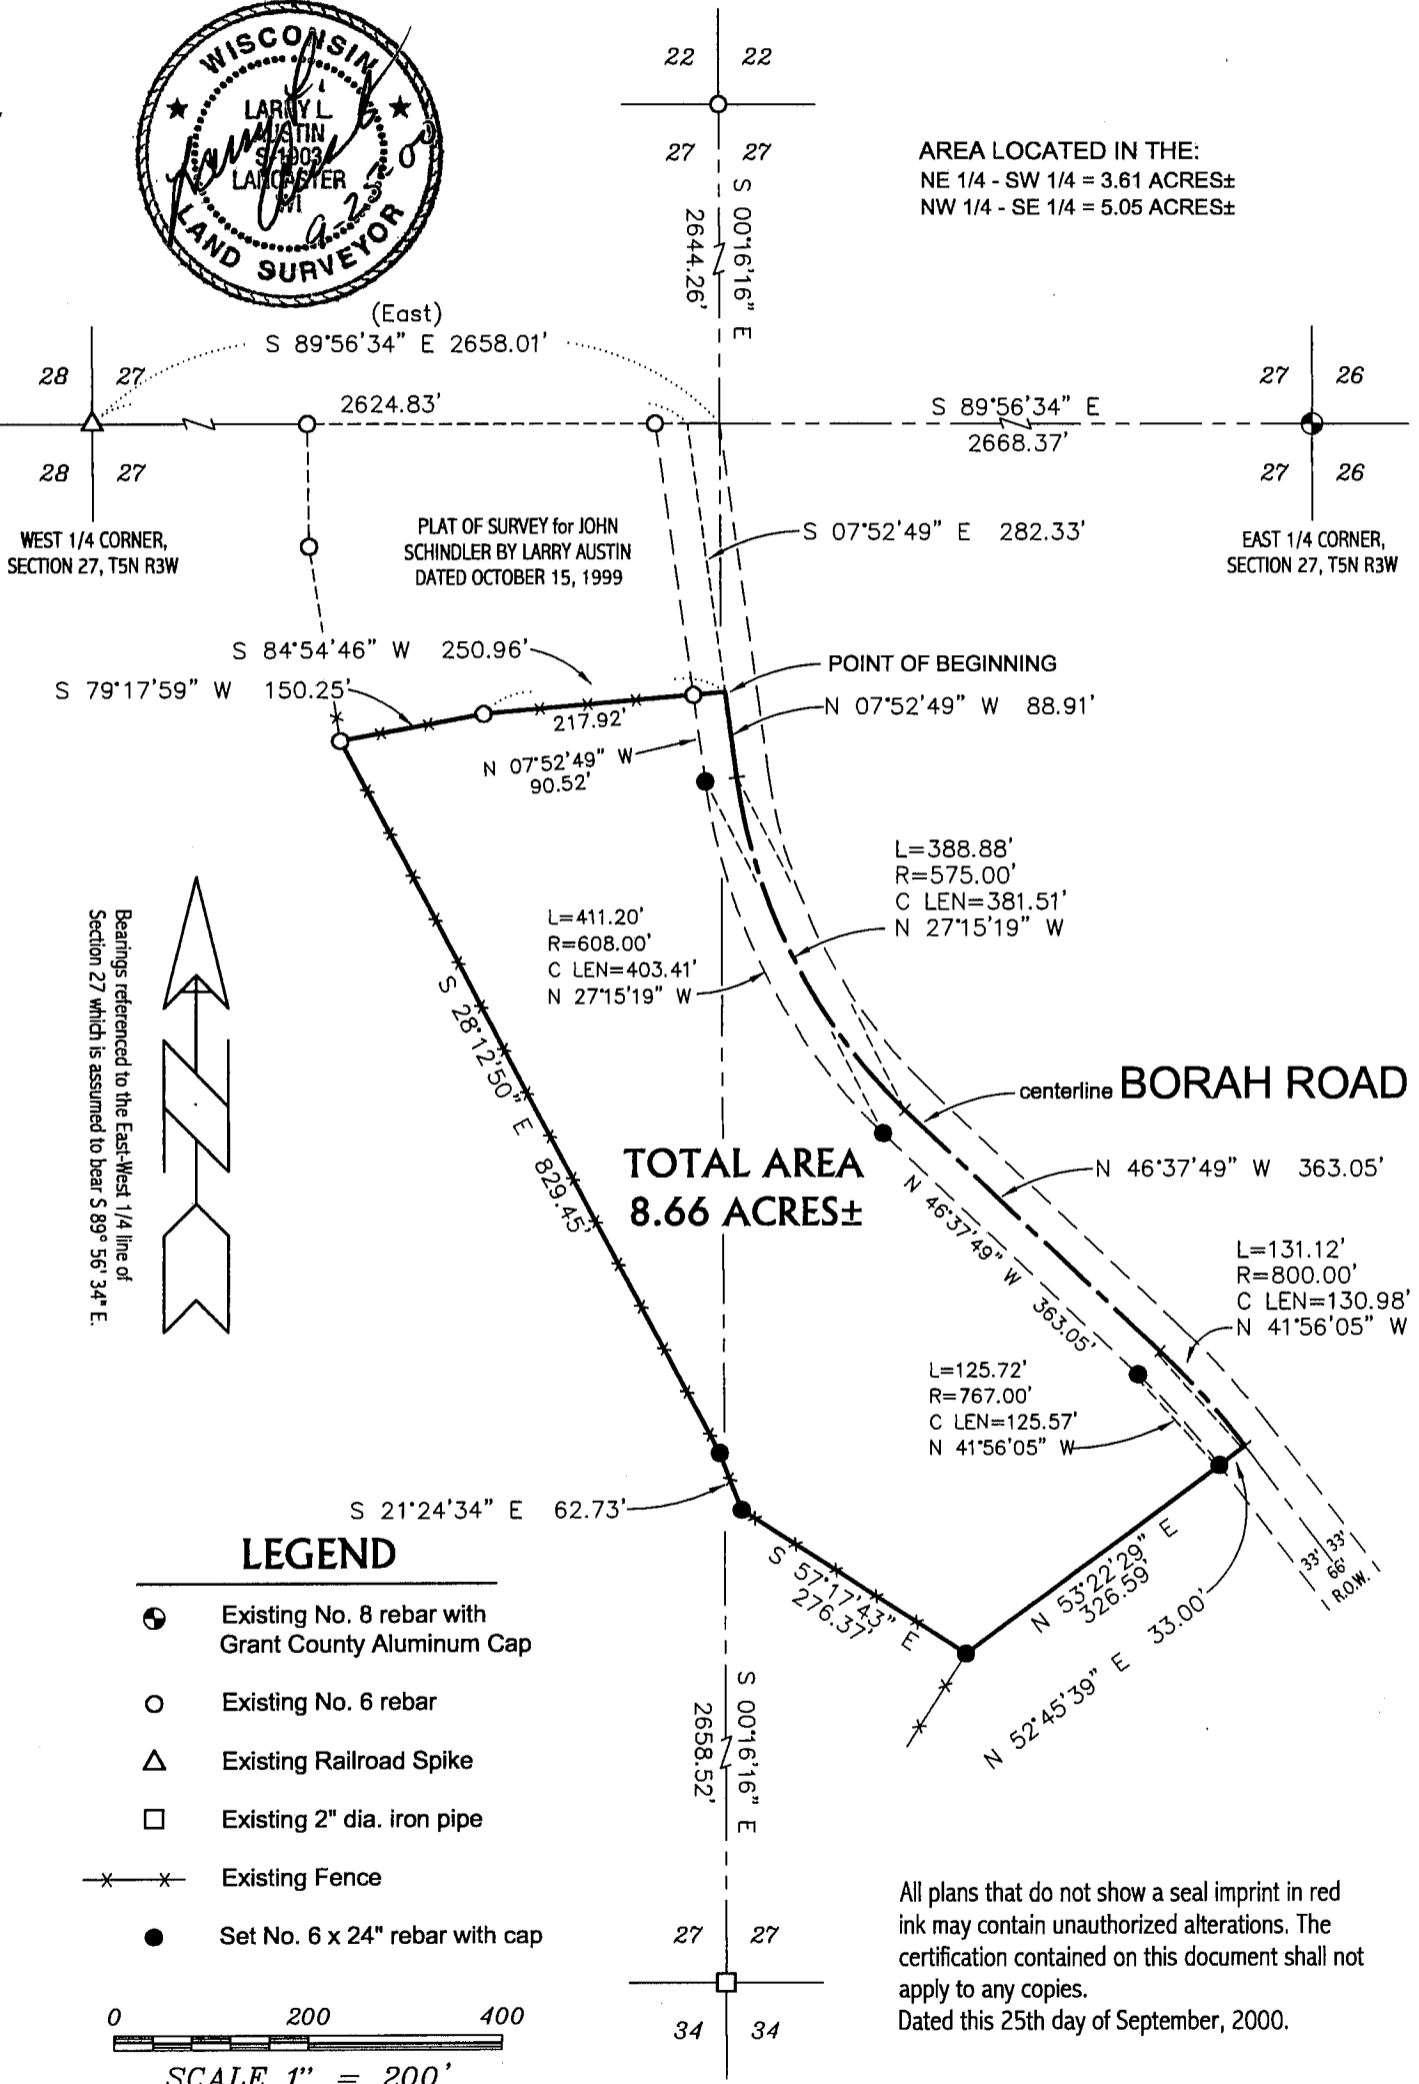 WISCONSIN
LARRY L.
AUSTIN
S-1903
LANCASTER
WI
9-25-00
LAND SURVEYOR
22 22
27 27
S 00°16'16" E
2644.26'
AREA LOCATED IN THE:
NE 1/4 - SW 1/4 = 3.61 ACRES±
NW 1/4 - SE 1/4 = 5.05 ACRES±
(East)
S 89°56'34" E 2658.01'
28 27
2624.83'
S 89°56'34" E
2668.37'
27 26
28 27
27 26
WEST 1/4 CORNER,
SECTION 27, T5N R3W
PLAT OF SURVEY for JOHN
SCHINDLER BY LARRY AUSTIN
DATED OCTOBER 15, 1999
S 07°52'49" E 282.33'
EAST 1/4 CORNER,
SECTION 27, T5N R3W
S 84°54'46" W 250.96'
POINT OF BEGINNING
S 79°17'59" W 150.25'
N 07°52'49" W 88.91'
217.92'
N 07°52'49" W
90.52'
L=388.88'
R=575.00'
C LEN=381.51'
N 27°15'19" W
L=411.20'
R=608.00'
C LEN=403.41'
N 27°15'19" W
Bearings referenced to the East-West 1/4 line of
Section 27 which is assumed to bear S 89° 56' 34" E.
S 28°12'50" E 829.45'
centerline BORAH ROAD
TOTAL AREA
8.66 ACRES±
N 46°37'49" W 363.05'
N 46°37'49" W 363.05'
L=131.12'
R=800.00'
C LEN=130.98'
N 41°56'05" W
L=125.72'
R=767.00'
C LEN=125.57'
N 41°56'05" W
S 21°24'34" E 62.73'
S 57°17'43" E
276.37'
N 53°22'29" E
326.59'
N 52°45'39" E 33.00'
33' 33'
66'
R.O.W.
LEGEND
Existing No. 8 rebar with
Grant County Aluminum Cap
Existing No. 6 rebar
Existing Railroad Spike
Existing 2" dia. iron pipe
Existing Fence
Set No. 6 x 24" rebar with cap
S 00°16'16" E
2658.52'
27 27
34 34
0 200 400
SCALE 1" = 200'
All plans that do not show a seal imprint in red
ink may contain unauthorized alterations. The
certification contained on this document shall not
apply to any copies.
Dated this 25th day of September, 2000.